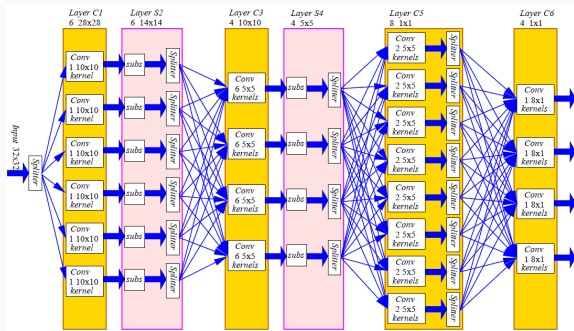 Layer C1
6 28x28
Layer S2
6 14x14
Layer C3
4 10x10
Layer S4
4 5x5
Layer C5
8 1x1
Layer C6
4 1x1
Input 32x32
Splitter
Conv
1 10x10
kernel
Conv
1 10x10
kernel
Conv
1 10x10
kernel
Conv
1 10x10
kernel
Conv
1 10x10
kernel
Conv
1 10x10
kernel
subs
subs
subs
subs
subs
subs
Splitter
Splitter
Splitter
Splitter
Splitter
Splitter
Conv
6 5x5
kernels
Conv
6 5x5
kernels
Conv
6 5x5
kernels
Conv
6 5x5
kernels
subs
subs
subs
subs
Splitter
Splitter
Splitter
Splitter
Conv
2 5x5
kernels
Conv
2 5x5
kernels
Conv
2 5x5
kernels
Conv
2 5x5
kernels
Conv
2 5x5
kernels
Conv
2 5x5
kernels
Conv
2 5x5
kernels
Conv
2 5x5
kernels
Splitter
Splitter
Splitter
Splitter
Splitter
Splitter
Splitter
Splitter
Conv
1 8x1
kernels
Conv
1 8x1
kernels
Conv
1 8x1
kernels
Conv
1 8x1
kernels